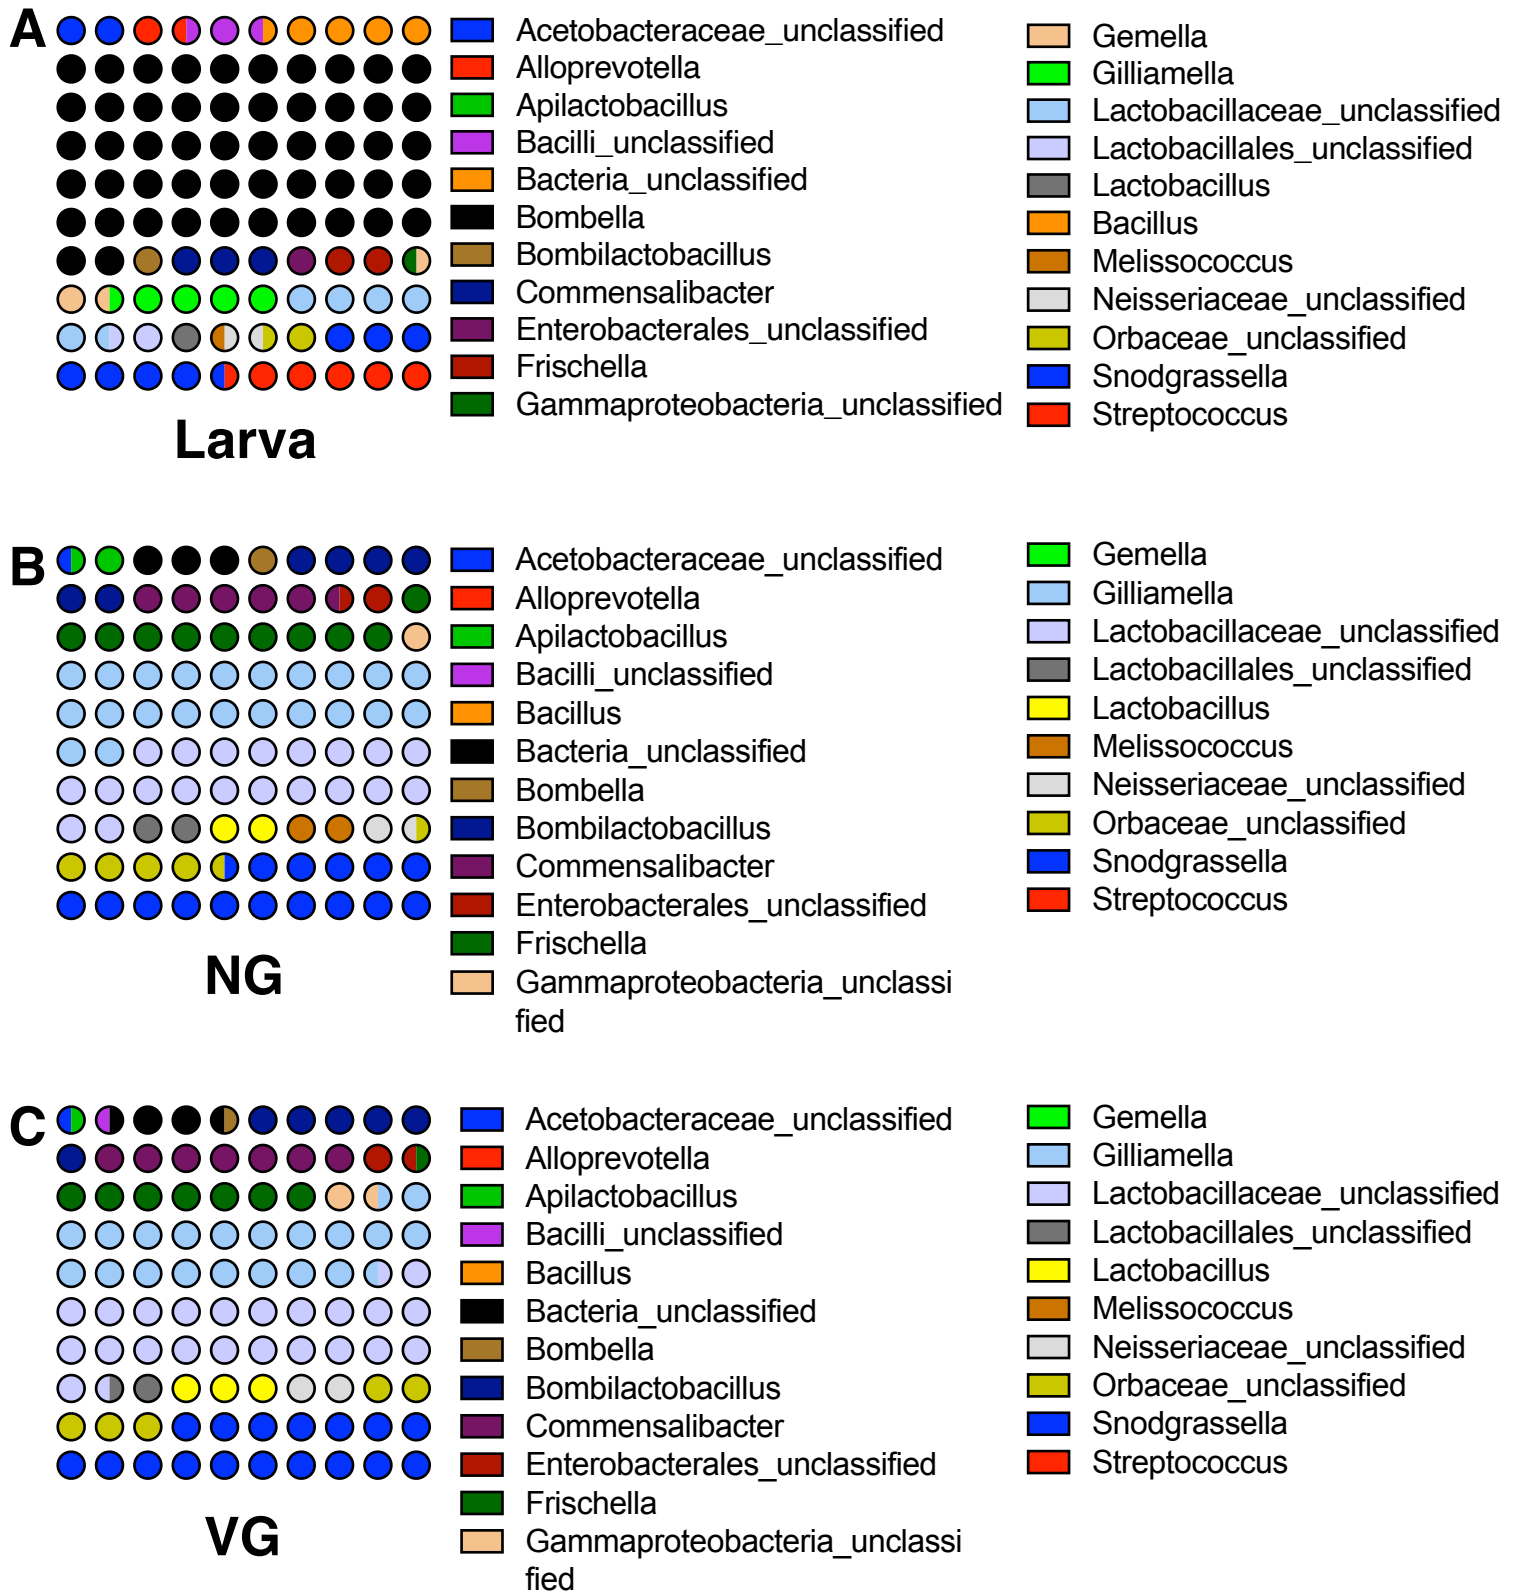 A
Acetobacteraceae_unclassified
Alloprevotella
Apilactobacillus
Bacilli_unclassified
Bacteria_unclassified
Bombella
Bombilactobacillus
Commensalibacter
Enterobacterales_unclassified
Frischella
Gammaproteobacteria_unclassified
Gemella
Gilliamella
Lactobacillaceae_unclassified
Lactobacillales_unclassified
Lactobacillus
Bacillus
Melissococcus
Neisseriaceae_unclassified
Orbaceae_unclassified
Snodgrassella
Streptococcus
Larva
B
Acetobacteraceae_unclassified
Alloprevotella
Apilactobacillus
Bacilli_unclassified
Bacillus
Bacteria_unclassified
Bombella
Bombilactobacillus
Commensalibacter
Enterobacterales_unclassified
Frischella
Gammaproteobacteria_unclassi
fied
Gemella
Gilliamella
Lactobacillaceae_unclassified
Lactobacillales_unclassified
Lactobacillus
Melissococcus
Neisseriaceae_unclassified
Orbaceae_unclassified
Snodgrassella
Streptococcus
NG
C
Acetobacteraceae_unclassified
Alloprevotella
Apilactobacillus
Bacilli_unclassified
Bacillus
Bacteria_unclassified
Bombella
Bombilactobacillus
Commensalibacter
Enterobacterales_unclassified
Frischella
Gammaproteobacteria_unclassi
fied
Gemella
Gilliamella
Lactobacillaceae_unclassified
Lactobacillales_unclassified
Lactobacillus
Melissococcus
Neisseriaceae_unclassified
Orbaceae_unclassified
Snodgrassella
Streptococcus
VG